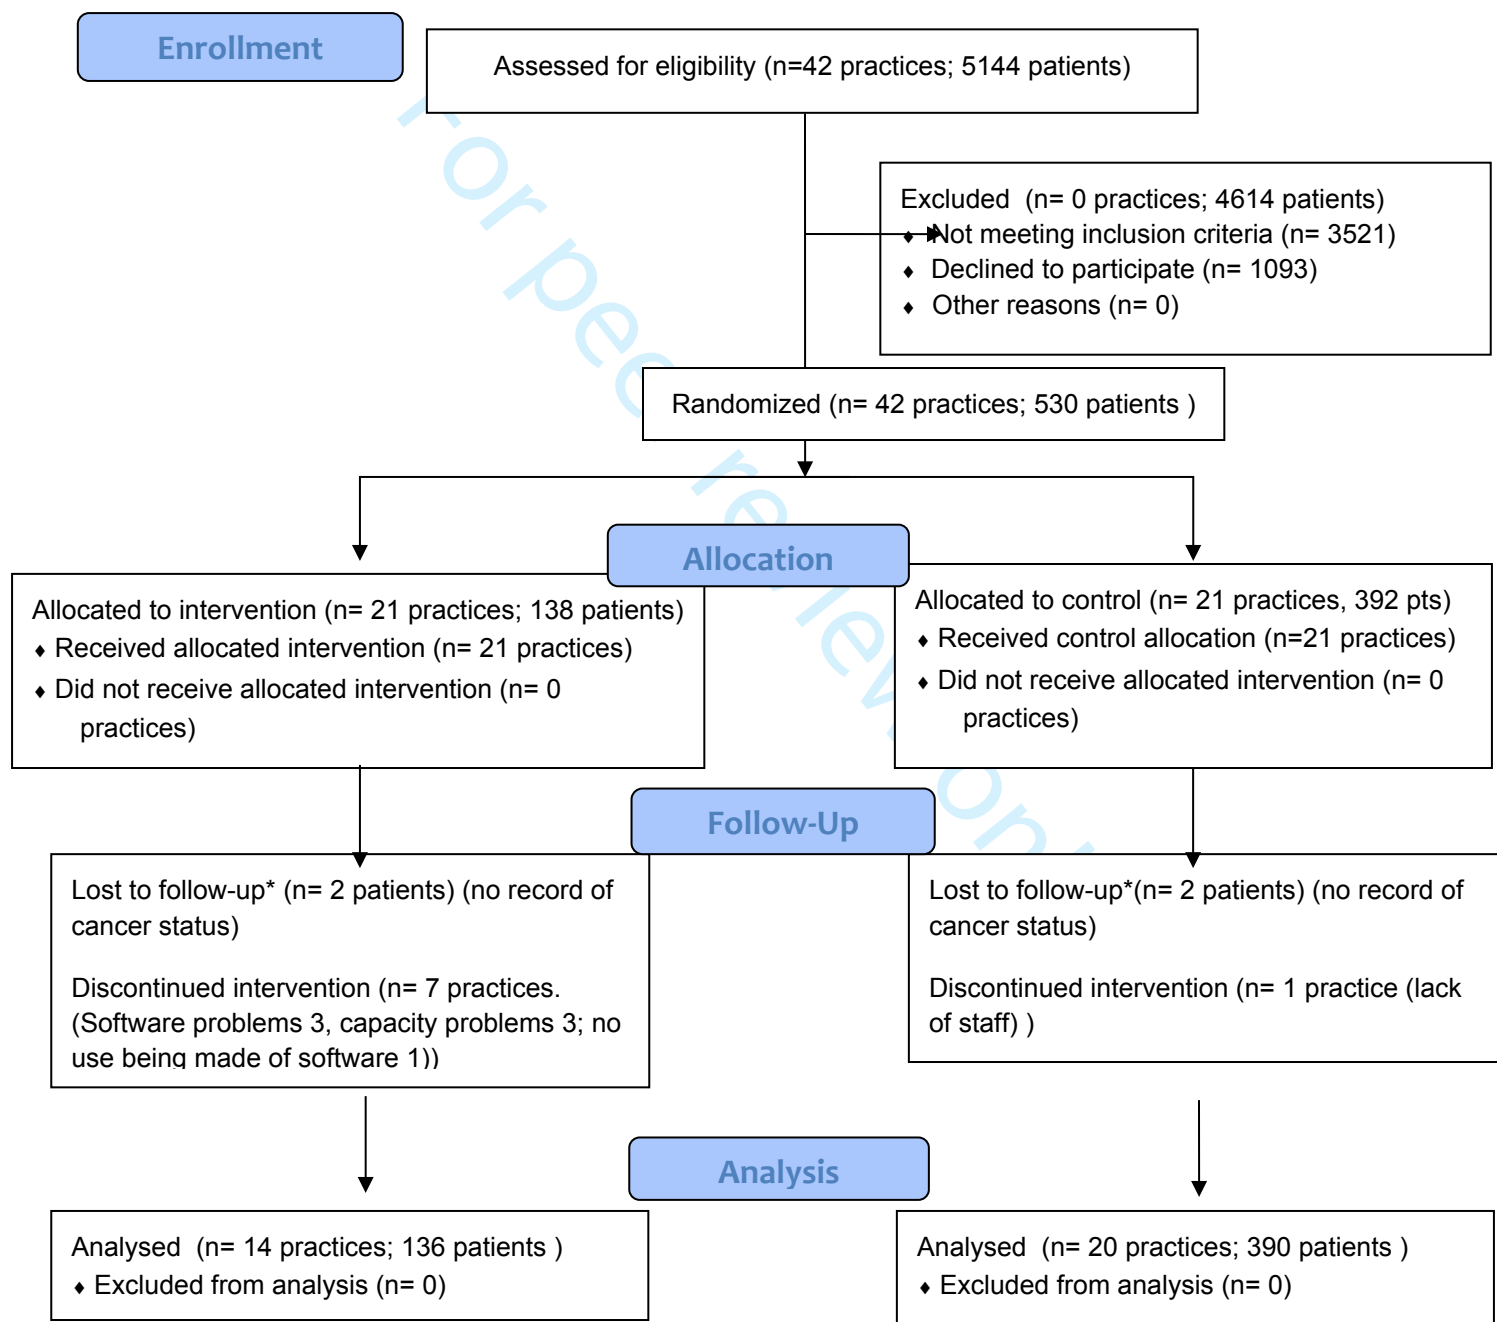 Enrollment
Assessed for eligibility (n=42 practices; 5144 patients)
Excluded (n= 0 practices; 4614 patients)
♦ Not meeting inclusion criteria (n= 3521)
♦ Declined to participate (n= 1093)
♦ Other reasons (n= 0)
Randomized (n= 42 practices; 530 patients )
Allocation
Allocated to intervention (n= 21 practices; 138 patients)
♦ Received allocated intervention (n= 21 practices)
♦ Did not receive allocated intervention (n= 0
practices)
Allocated to control (n= 21 practices, 392 pts)
♦ Received control allocation (n=21 practices)
♦ Did not receive allocated intervention (n= 0
practices)
Follow-Up
Lost to follow-up* (n= 2 patients) (no record of
cancer status)
Discontinued intervention (n= 7 practices.
(Software problems 3, capacity problems 3; no
use being made of software 1))
Lost to follow-up*(n= 2 patients) (no record of
cancer status)
Discontinued intervention (n= 1 practice (lack
of staff) )
Analysis
Analysed (n= 14 practices; 136 patients )
♦ Excluded from analysis (n= 0)
Analysed (n= 20 practices; 390 patients )
♦ Excluded from analysis (n= 0)
For peer review on